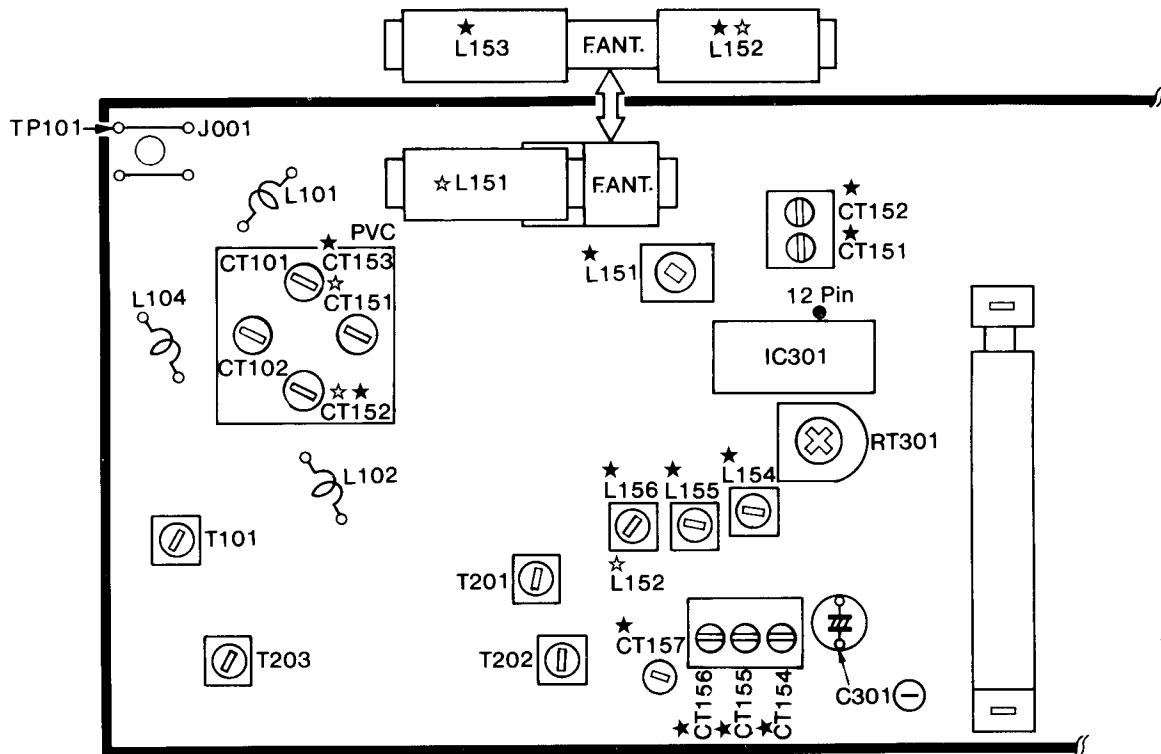 ★
L153
F.ANT.
★☆
L152
TP101
J001
☆L151
F.ANT.
L101
★
CT152
★
CT151
PVC
★
L151
CT101
★
CT153
☆
CT151
L104
12 Pin
IC301
CT102
☆★
CT152
RT301
L102
★
L156
★
L155
★
L154
T101
T201
☆
L152
★
CT157
T203
T202
★CT156
★CT155
★CT154
C301⊖